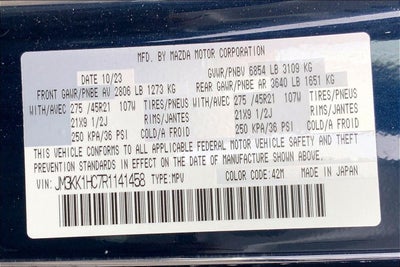 MFD. BY MAZDA MOTOR CORPORATION
DATE 10/23 GVWR/PNBV 6854 LB 3109 KG
FRONT GAWR/PNBE AV 2806 LB 1273 KG REAR GAWR/PNBE AR 3640 LB 1651 KG
WITH/AVEC 275 /45R21 107W TIRES/PNEUS WITH/AVEC 275 /45R21 107W TIRES/PNEUS
21X9 1/2J RIMS/JANTES 21X9 1/2J RIMS/JANTES
250 KPA/36 PSI COLD/A FROID 250 KPA/36 PSI COLD/A FROID
THIS VEHICLE CONFORMS TO ALL APPLICABLE FEDERAL MOTOR VEHICLE SAFETY AND THEFT
PREVENTION STANDARDS IN EFFECT ON THE DATE OF MANUFACTURE SHOWN ABOVE.
VIN: JM3KK1HC7R1141458 TYPE:MPV
COLOR CODE:42M MADE IN JAPAN